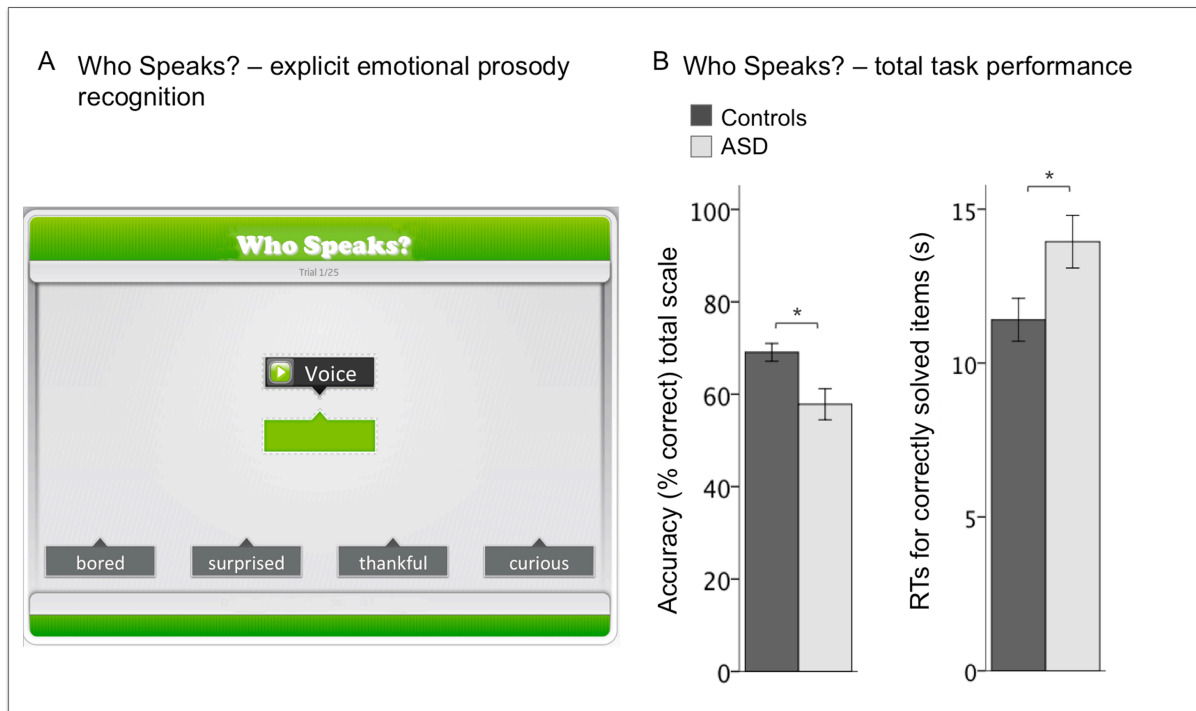 A Who Speaks? – explicit emotional prosody
recognition
Who Speaks?
Trial 1/25
Voice
bored surprised thankful curious
B Who Speaks? – total task performance
Controls
ASD
Accuracy (% correct) total scale
100
80
60
40
20
0
*
RTs for correctly solved items (s)
15
10
5
0
*